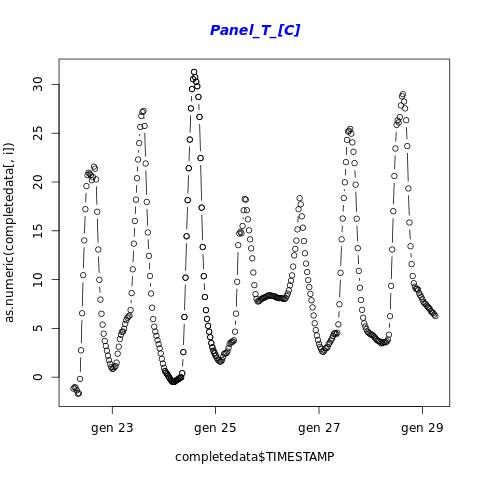 Panel_T_[C]
as.numeric(completedata[, i])
30
25
20
15
10
5
0
gen 23
gen 25
gen 27
gen 29
completedata$TIMESTAMP